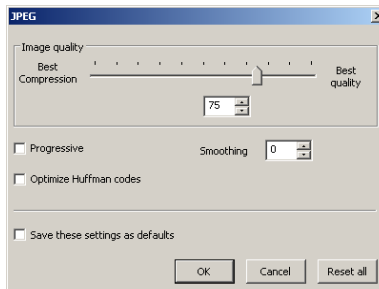 JPEG
Image quality
Best Compression
Best quality
75
Progressive
Smoothing 0
Optimize Huffman codes
Save these settings as defaults
OK Cancel Reset all